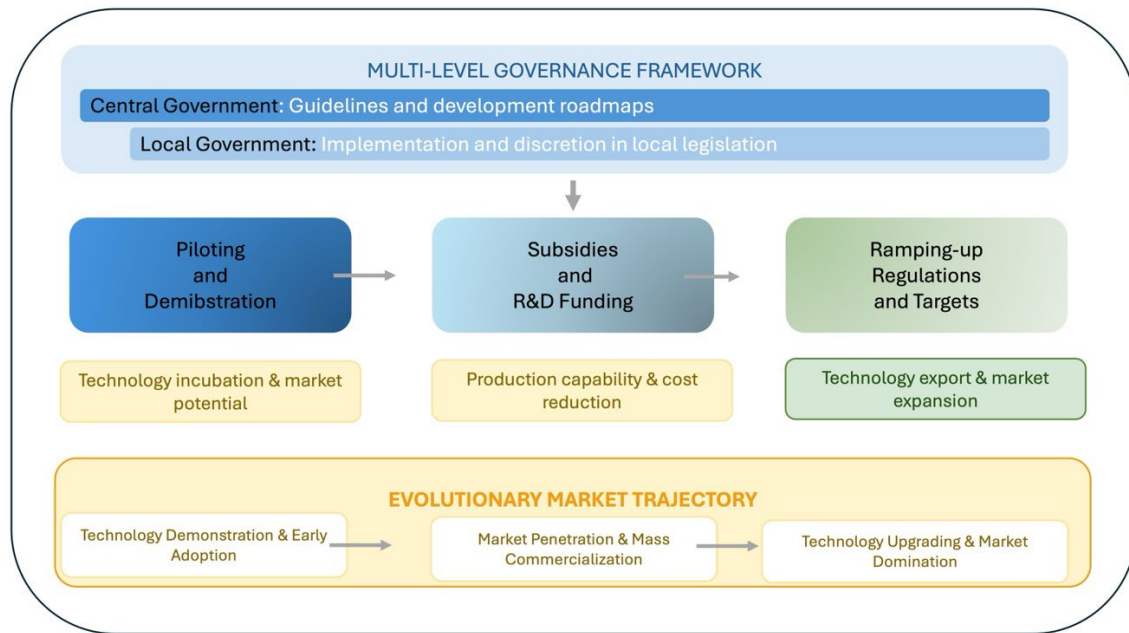 MULTI-LEVEL GOVERNANCE FRAMEWORK
Central Government: Guidelines and development roadmaps
Local Government: Implementation and discretion in local legislation
Piloting
and
Demibstration
Subsidies
and
R&D Funding
Ramping-up
Regulations
and Targets
Technology incubation & market
potential
Production capability & cost
reduction
Technology export & market
expansion
EVOLUTIONARY MARKET TRAJECTORY
Technology Demonstration & Early
Adoption
Market Penetration & Mass
Commercialization
Technology Upgrading & Market
Domination